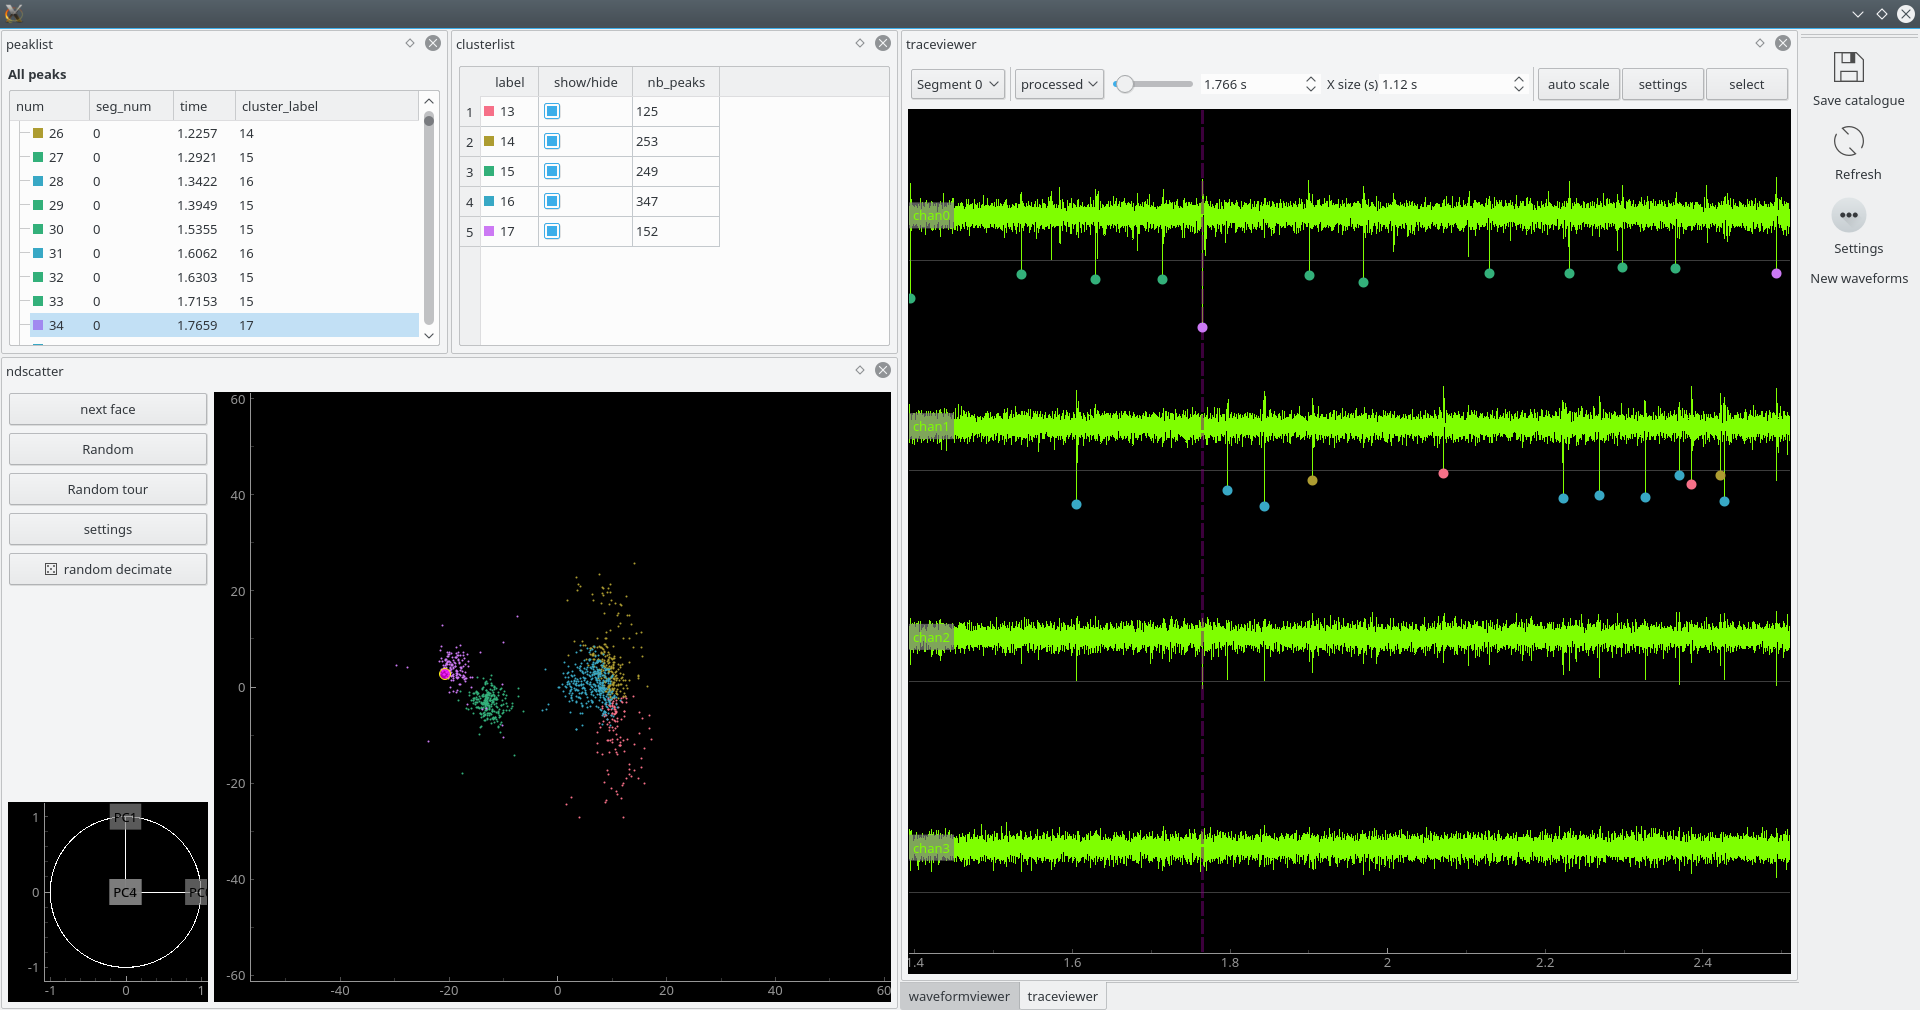 peaklist
All peaks
num seg_num time cluster_label
26 0 1.2257 14
27 0 1.2921 15
28 0 1.3422 16
29 0 1.3949 15
30 0 1.5355 15
31 0 1.6062 16
32 0 1.6303 15
33 0 1.7153 15
34 0 1.7659 17
clusterlist
label show/hide nb_peaks
1 13 125
2 14 253
3 15 249
4 16 347
5 17 152
ndscatter
next face
Random
Random tour
settings
random decimate
1
0
-1
-1 0 1
PC1
PC4
60
40
20
0
-20
-40
-60
-40 -20 0 20 40 60
traceviewer
Segment 0 processed 1.766 s X size (s) 1.12 s auto scale settings select
chan0
chan1
chan2
chan3
1.4 1.6 1.8 2 2.2 2.4
waveformviewer traceviewer
Save catalogue
Refresh
Settings
New waveforms